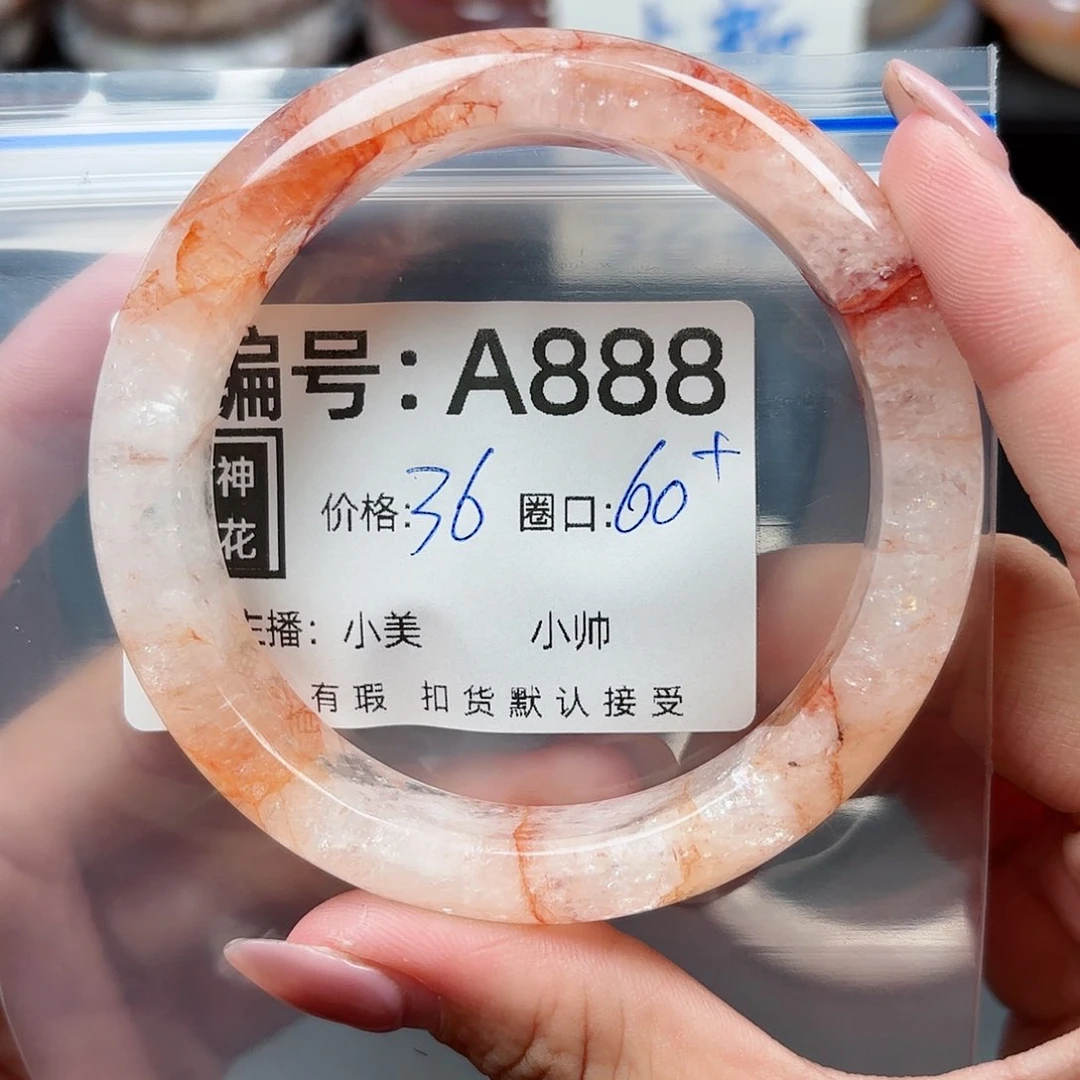 编号：A888
神花
价格:36 圈口:60+
主播：小美 小帅
有瑕 扣货默认接受